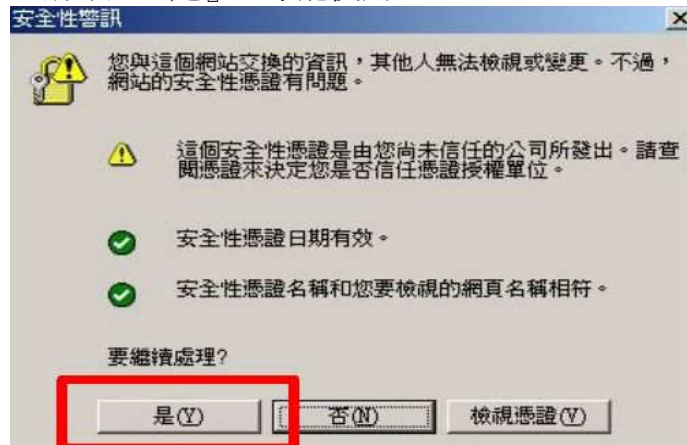 安全性警訊
您與這個網站交換的資訊,其他人無法檢視或變更。不過,
網站的安全性憑證有問題。
這個安全性憑證是由您尚未信任的公司所發出。請查
閱憑證來決定您是否信任憑證授權單位。
安全性憑證日期有效。
安全性憑證名稱和您要檢視的網頁名稱相符。
要繼續處理?
是(Y)
否(N)
檢視憑證(V)